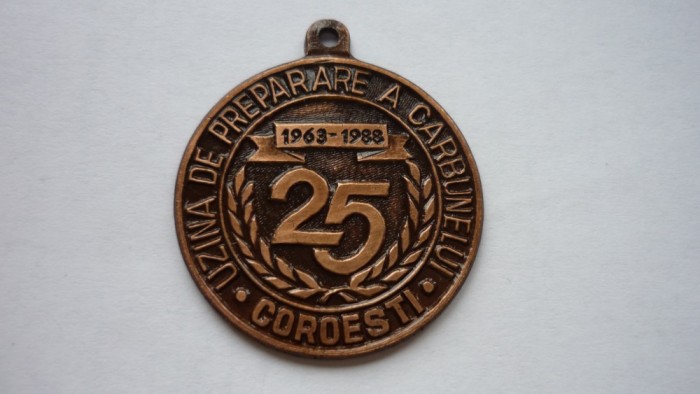 UZINA DE PREPARARE A CARBUNELUI
1963-1988
25
• COROESTI •